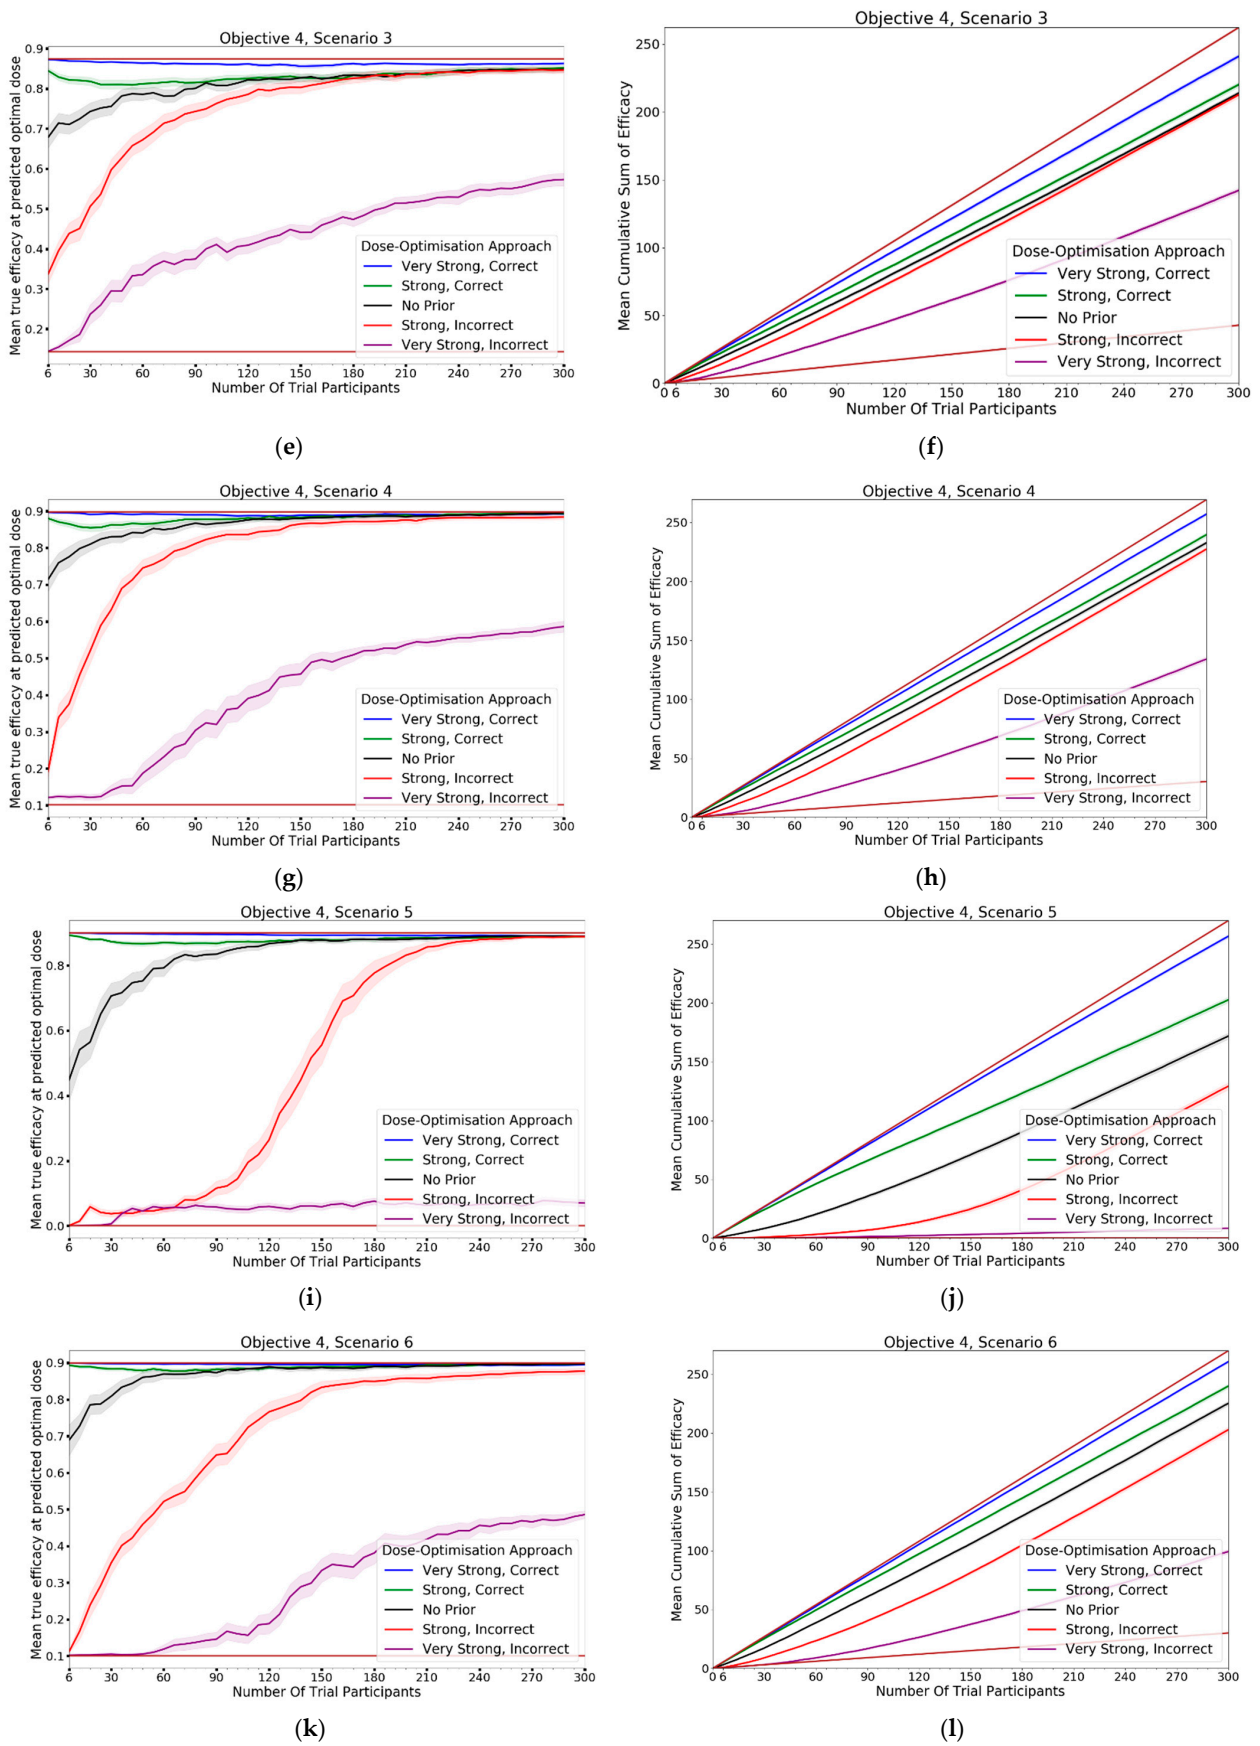 Objective 4, Scenario 3
Mean true efficacy at predicted optimal dose
0.9
0.8
0.7
0.6
0.5
0.4
0.3
0.2
Dose-Optimisation Approach
Very Strong, Correct
Strong, Correct
No Prior
Strong, Incorrect
Very Strong, Incorrect
6 30 60 90 120 150 180 210 240 270 300
Number Of Trial Participants
(e)
Objective 4, Scenario 3
Mean Cumulative Sum of Efficacy
250
200
150
100
50
0
Dose-Optimisation Approach
Very Strong, Correct
Strong, Correct
No Prior
Strong, Incorrect
Very Strong, Incorrect
0 6 30 60 90 120 150 180 210 240 270 300
Number Of Trial Participants
(f)
Objective 4, Scenario 4
Mean true efficacy at predicted optimal dose
0.9
0.8
0.7
0.6
0.5
0.4
0.3
0.2
0.1
Dose-Optimisation Approach
Very Strong, Correct
Strong, Correct
No Prior
Strong, Incorrect
Very Strong, Incorrect
6 30 60 90 120 150 180 210 240 270 300
Number Of Trial Participants
(g)
Objective 4, Scenario 4
Mean Cumulative Sum of Efficacy
250
200
150
100
50
0
Dose-Optimisation Approach
Very Strong, Correct
Strong, Correct
No Prior
Strong, Incorrect
Very Strong, Incorrect
0 6 30 60 90 120 150 180 210 240 270 300
Number Of Trial Participants
(h)
Objective 4, Scenario 5
Mean true efficacy at predicted optimal dose
0.8
0.6
0.4
0.2
0.0
Dose-Optimisation Approach
Very Strong, Correct
Strong, Correct
No Prior
Strong, Incorrect
Very Strong, Incorrect
6 30 60 90 120 150 180 210 240 270 300
Number Of Trial Participants
(i)
Objective 4, Scenario 5
Mean Cumulative Sum of Efficacy
250
200
150
100
50
0
Dose-Optimisation Approach
Very Strong, Correct
Strong, Correct
No Prior
Strong, Incorrect
Very Strong, Incorrect
0 6 30 60 90 120 150 180 210 240 270 300
Number Of Trial Participants
(j)
Objective 4, Scenario 6
Mean true efficacy at predicted optimal dose
0.9
0.8
0.7
0.6
0.5
0.4
0.3
0.2
0.1
Dose-Optimisation Approach
Very Strong, Correct
Strong, Correct
No Prior
Strong, Incorrect
Very Strong, Incorrect
6 30 60 90 120 150 180 210 240 270 300
Number Of Trial Participants
(k)
Objective 4, Scenario 6
Mean Cumulative Sum of Efficacy
250
200
150
100
50
0
Dose-Optimisation Approach
Very Strong, Correct
Strong, Correct
No Prior
Strong, Incorrect
Very Strong, Incorrect
0 6 30 60 90 120 150 180 210 240 270 300
Number Of Trial Participants
(l)